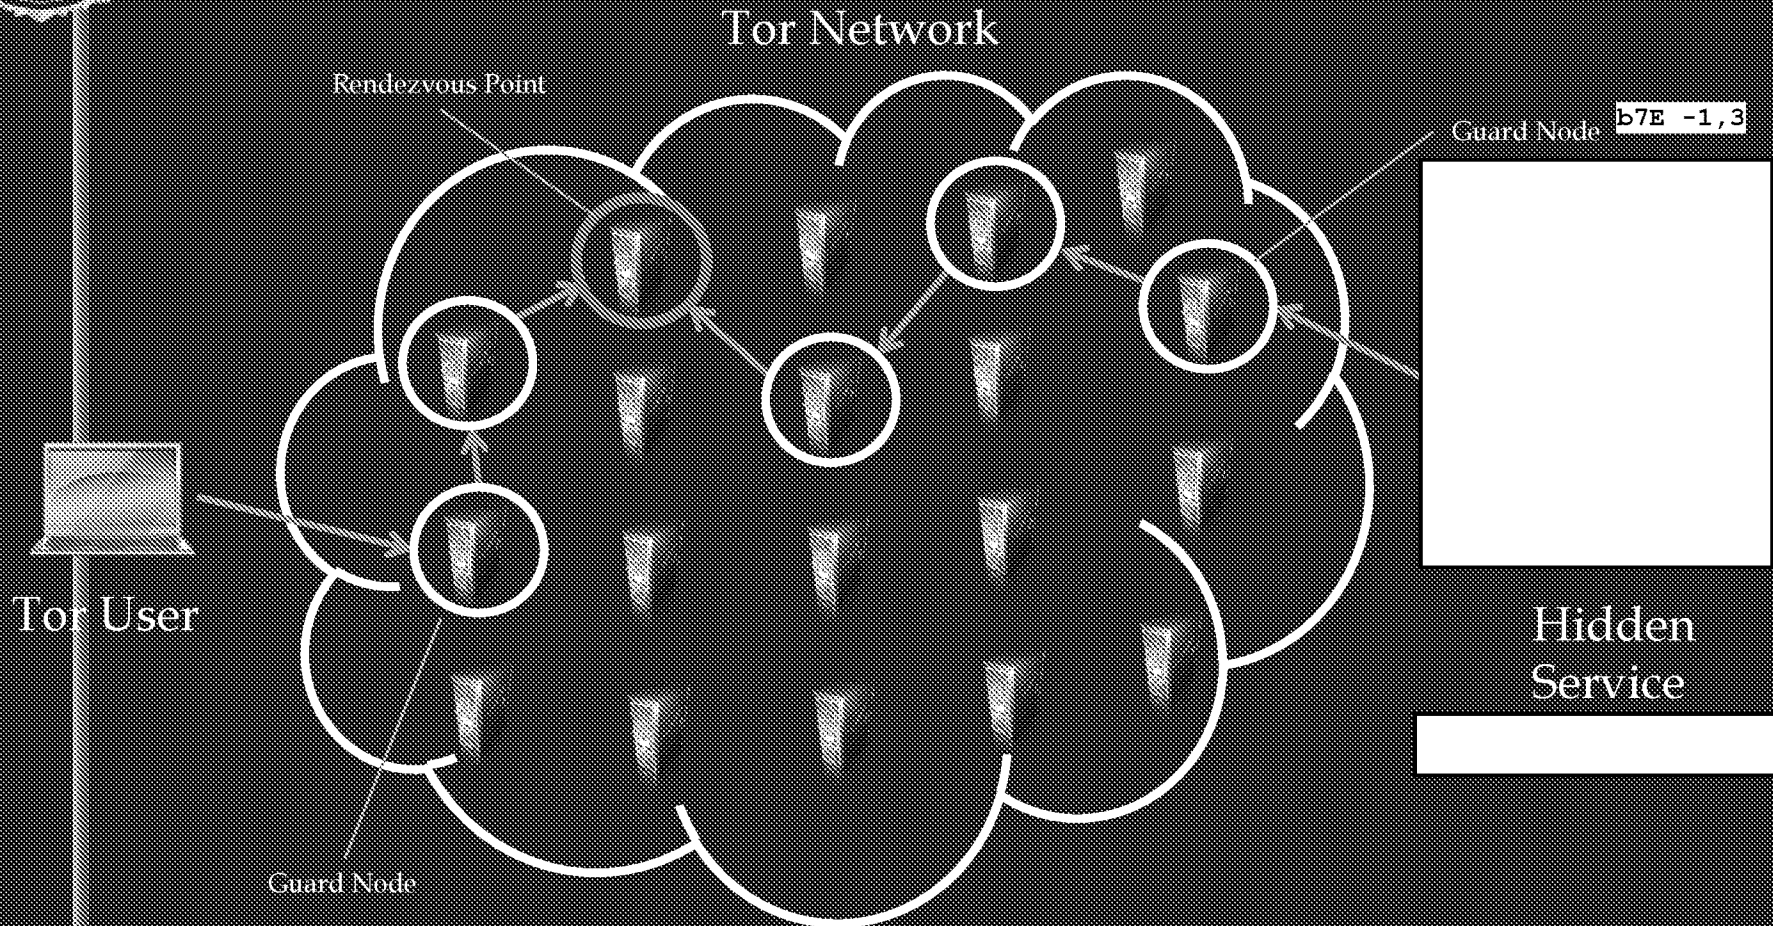 Tor Network
Rendezvous Point
b7E -1,3
Guard Node
Tor User
Hidden
Service
Guard Node